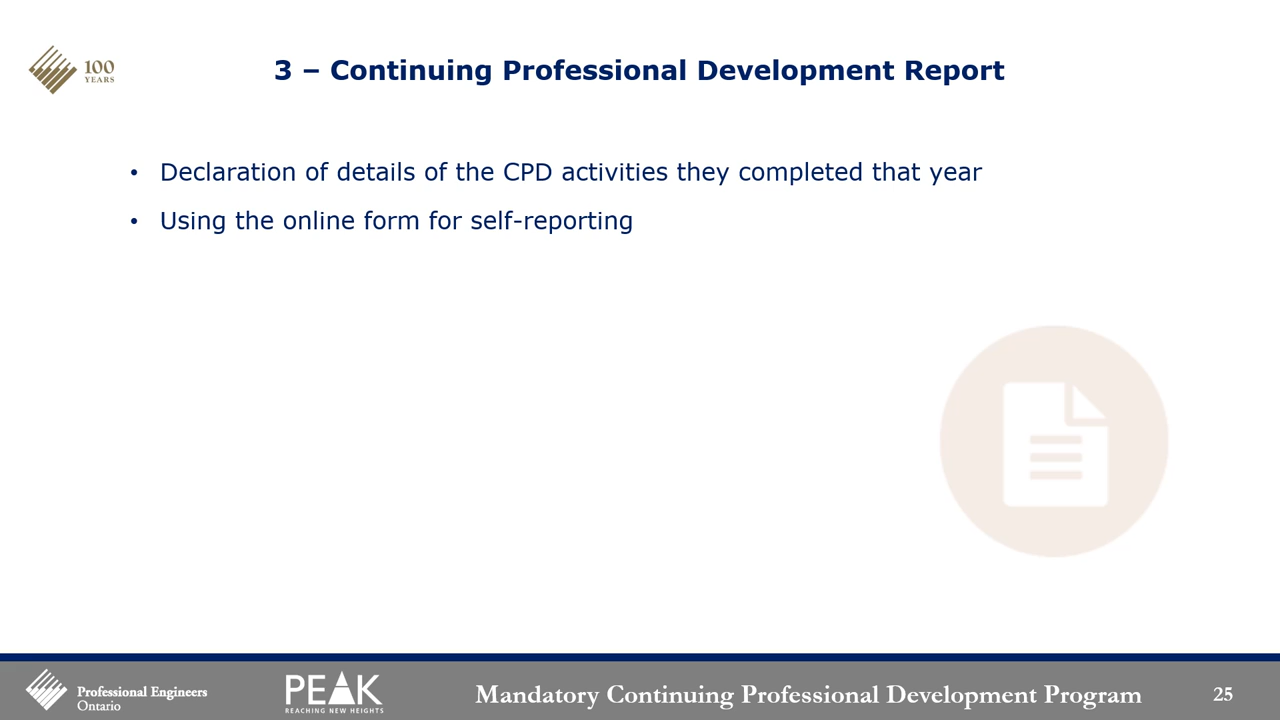 100
YEARS
3 – Continuing Professional Development Report
• Declaration of details of the CPD activities they completed that year
• Using the online form for self-reporting
Professional Engineers
Ontario
PEAK
REACHING NEW HEIGHTS
Mandatory Continuing Professional Development Program
25